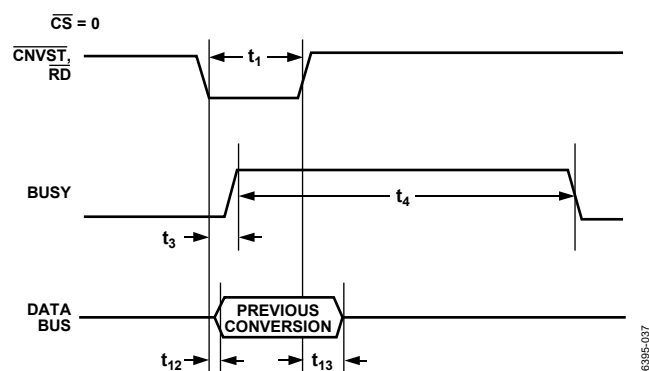 CS = 0
CNVST,
RD
t1
BUSY
t4
t3
DATA
BUS
PREVIOUS
CONVERSION
t12
t13
6395-037